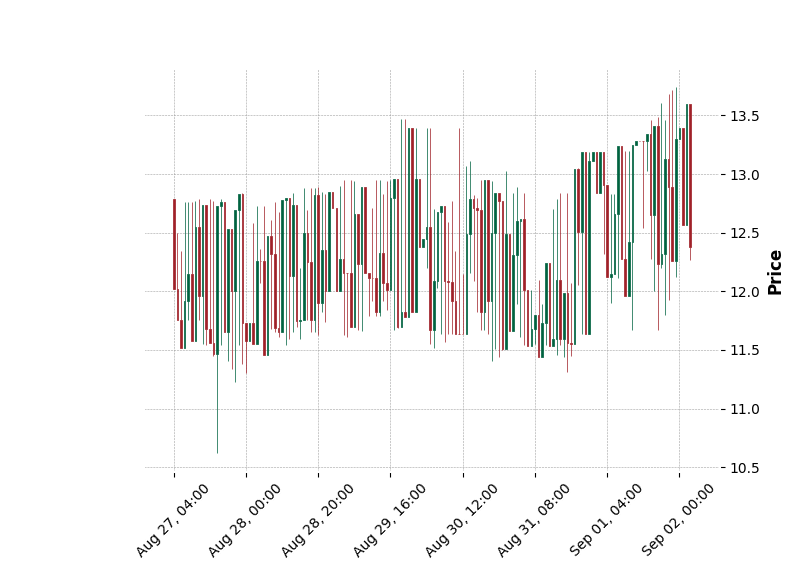 13.5
13.0
12.5
12.0
11.5
11.0
10.5
Price
Aug 27, 04:00
Aug 28, 00:00
Aug 28, 20:00
Aug 29, 16:00
Aug 30, 12:00
Aug 31, 08:00
Sep 01, 04:00
Sep 02, 00:00